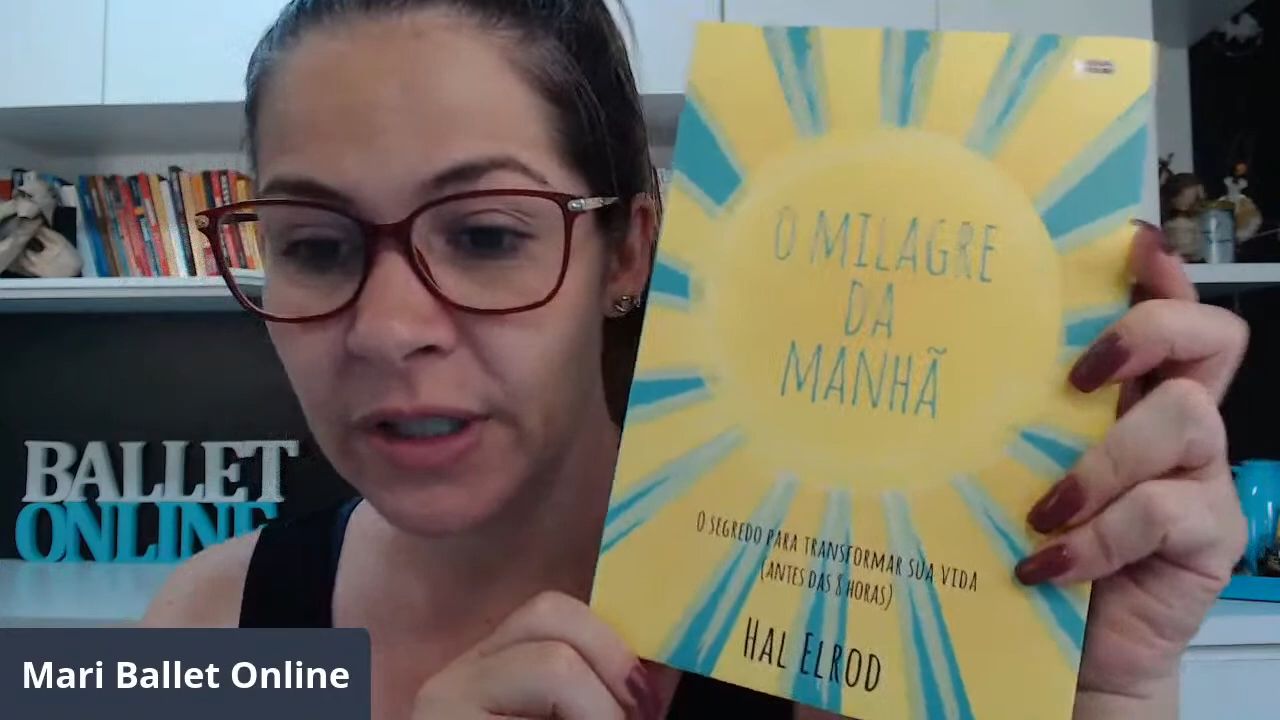 O MILAGRE
DA
MANHÃ
O SEGREDO PARA TRANSFORMAR SUA VIDA
(ANTES DAS 8 HORAS)
HAL ELROD
BALLET
ONLINE
Mari Ballet Online